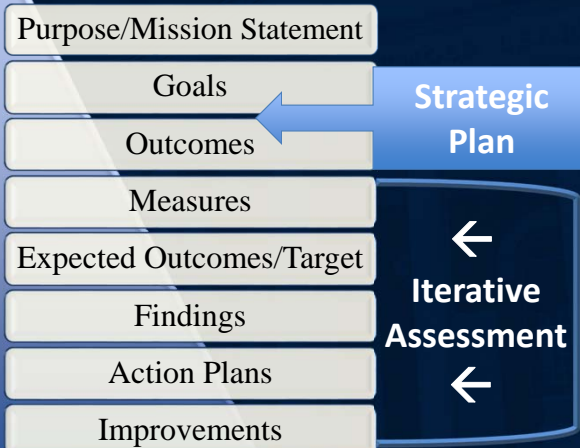 Purpose/Mission Statement
Goals
Outcomes
Measures
Expected Outcomes/Target
Findings
Action Plans
Improvements
Strategic
Plan
←
Iterative
Assessment
←